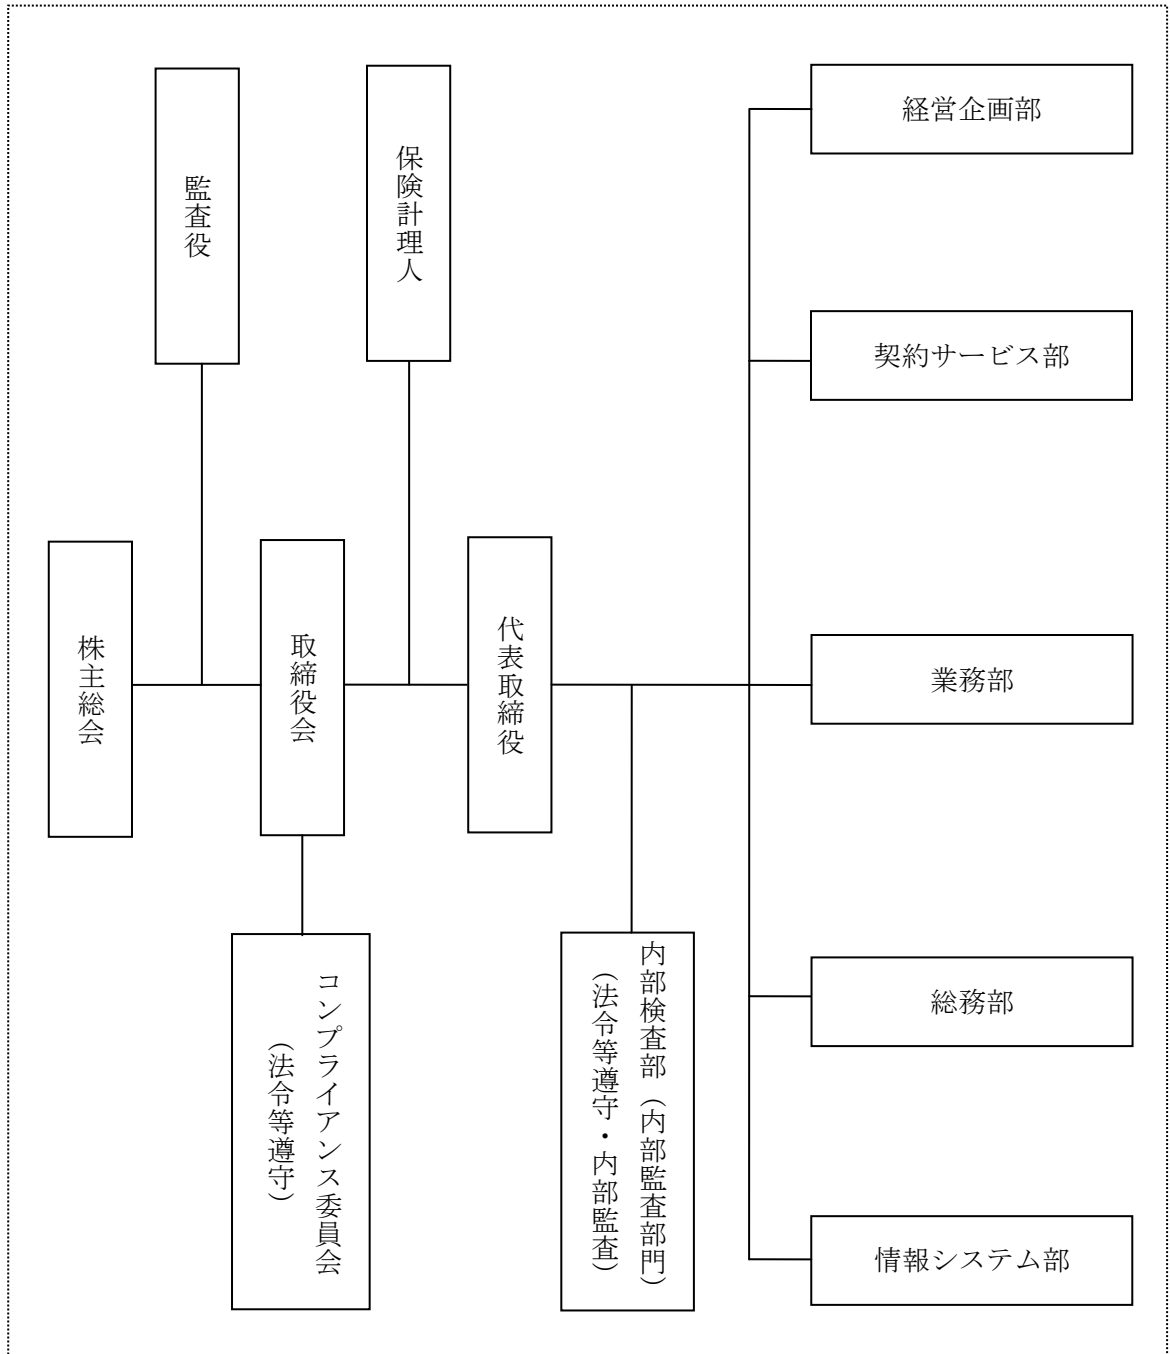 監査役
保険計理人
株主総会
取締役会
代表取締役
コンプライアンス委員会
（法令等遵守）
内部検査部（内部監査部門）
（法令等遵守・内部監査）
経営企画部
契約サービス部
業務部
総務部
情報システム部